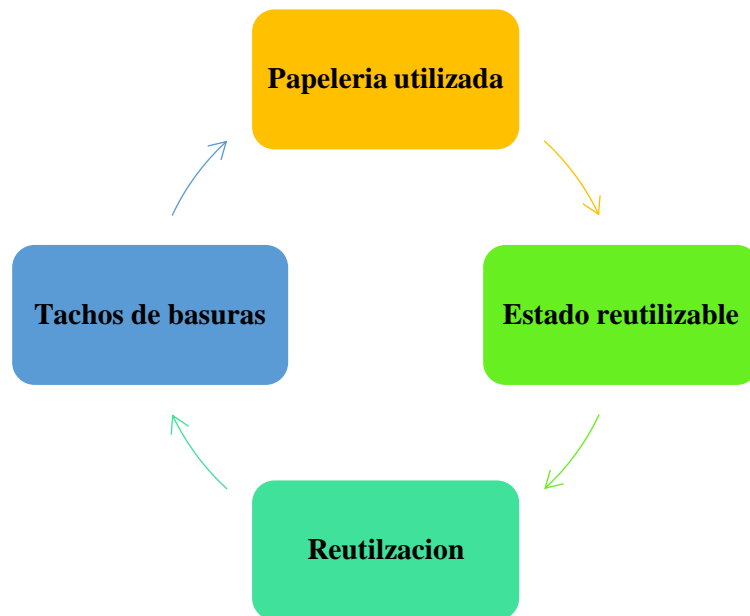 Papeleria utilizada
Tachos de basuras
Estado reutilizable
Reutilzacion